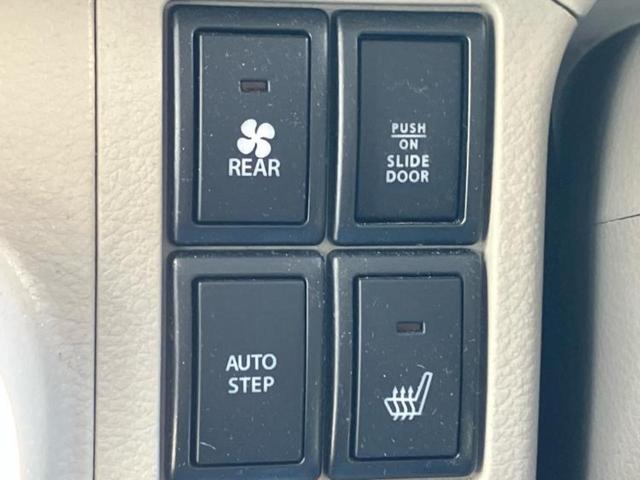 REAR
PUSH
ON
SLIDE
DOOR
AUTO
STEP